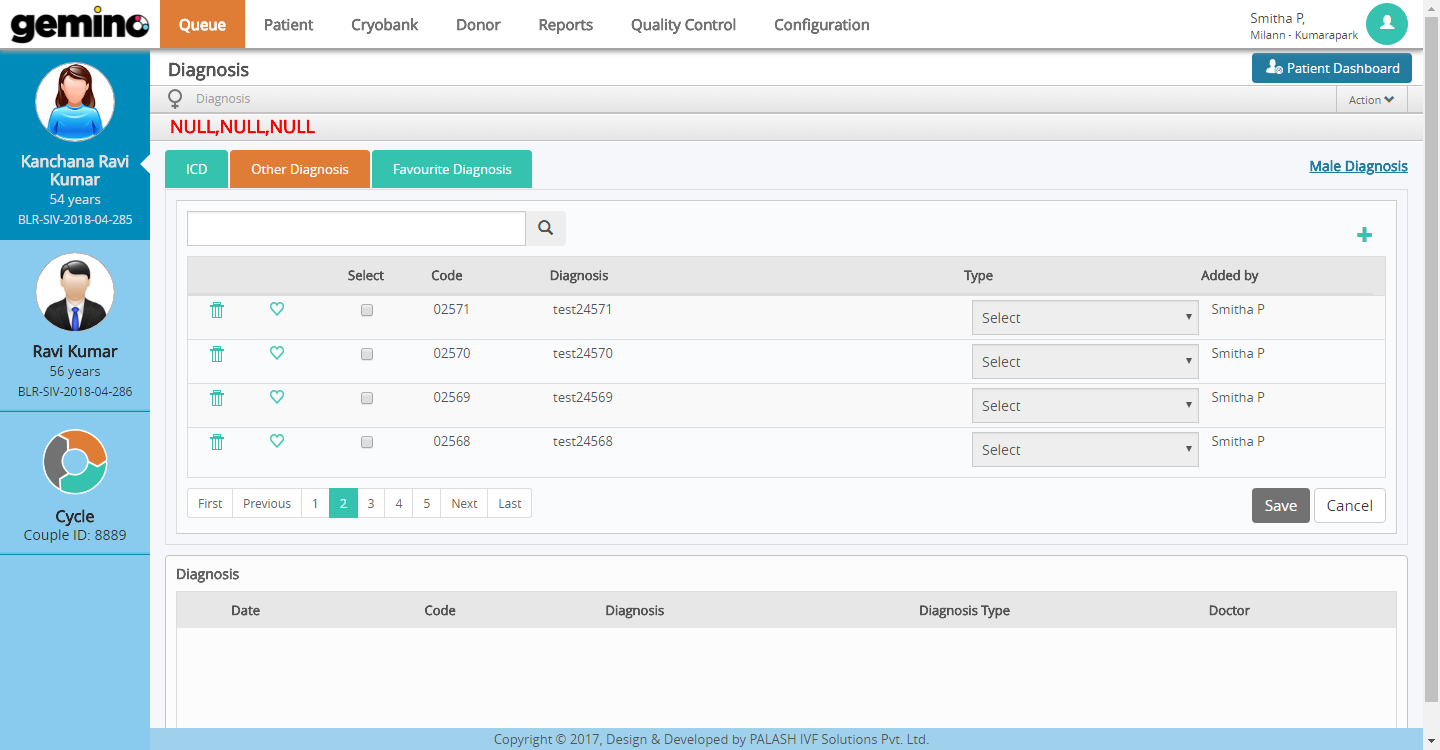 gemino Queue Patient Cryobank Donor Reports Quality Control Configuration
Smitha P,
Milann - Kumarapark
Diagnosis
Patient Dashboard
Diagnosis
Action
NULL,NULL,NULL
Kanchana Ravi
Kumar
54 years
BLR-SIV-2018-04-285
Ravi Kumar
56 years
BLR-SIV-2018-04-286
Cycle
Couple ID: 8889
ICD Other Diagnosis Favourite Diagnosis Male Diagnosis
Select Code Diagnosis Type Added by
02571 test24571 Select Smitha P
02570 test24570 Select Smitha P
02569 test24569 Select Smitha P
02568 test24568 Select Smitha P
First Previous 1 2 3 4 5 Next Last Save Cancel
Diagnosis
Date Code Diagnosis Diagnosis Type Doctor
Copyright © 2017, Design & Developed by PALASH IVF Solutions Pvt. Ltd.